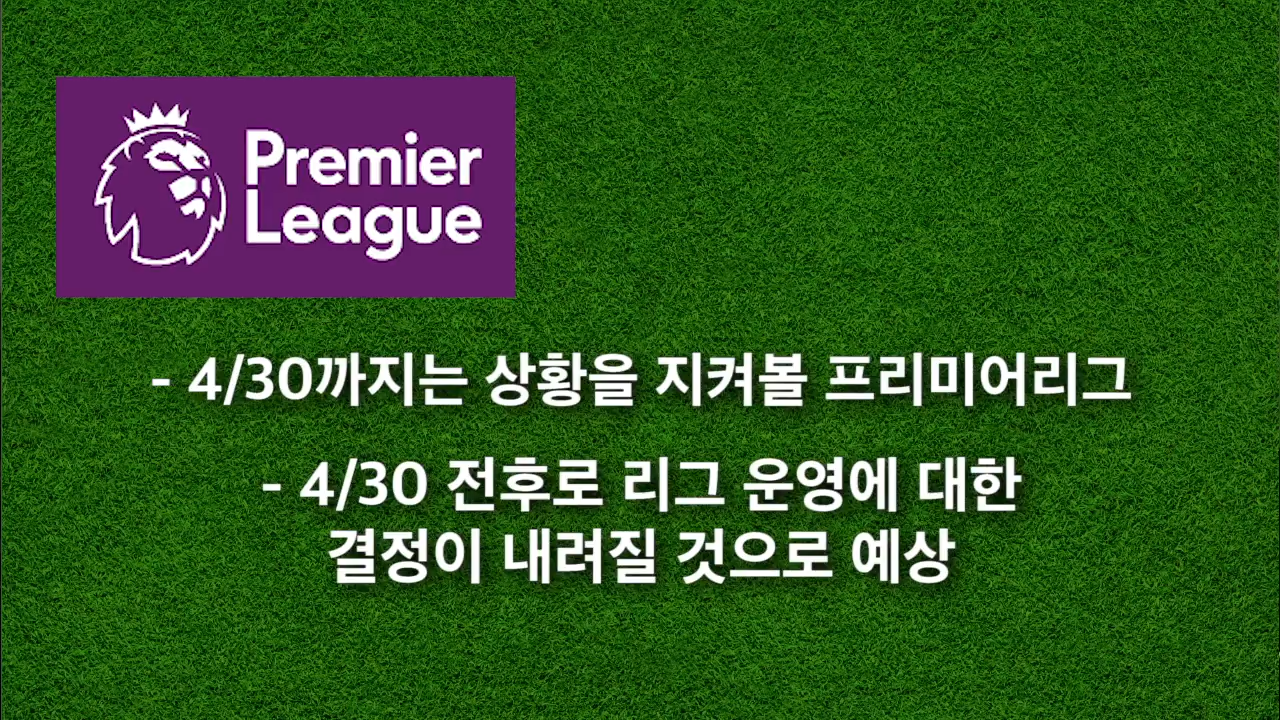 Premier
League
- 4/30까지는 상황을 지켜볼 프리미어리그
- 4/30 전후로 리그 운영에 대한
결정이 내려질 것으로 예상